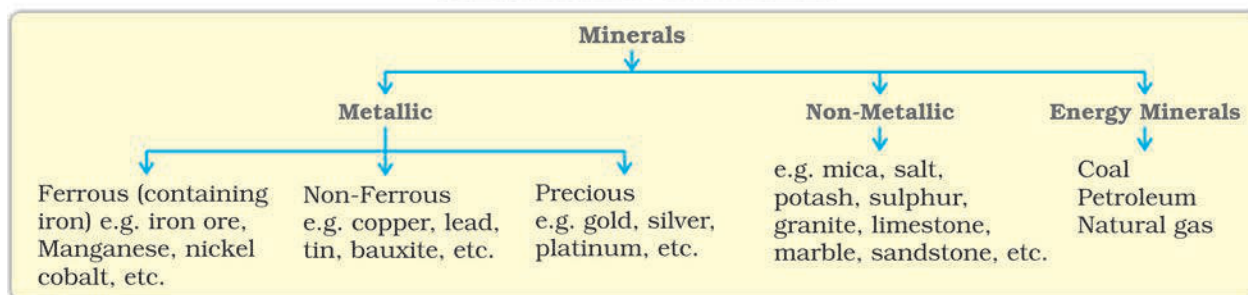 Minerals
Metallic
Non-Metallic
Energy Minerals
Ferrous (containing
iron) e.g. iron ore,
Manganese, nickel
cobalt, etc.
Non-Ferrous
e.g. copper, lead,
tin, bauxite, etc.
Precious
e.g. gold, silver,
platinum, etc.
e.g. mica, salt,
potash, sulphur,
granite, limestone,
marble, sandstone, etc.
Coal
Petroleum
Natural gas